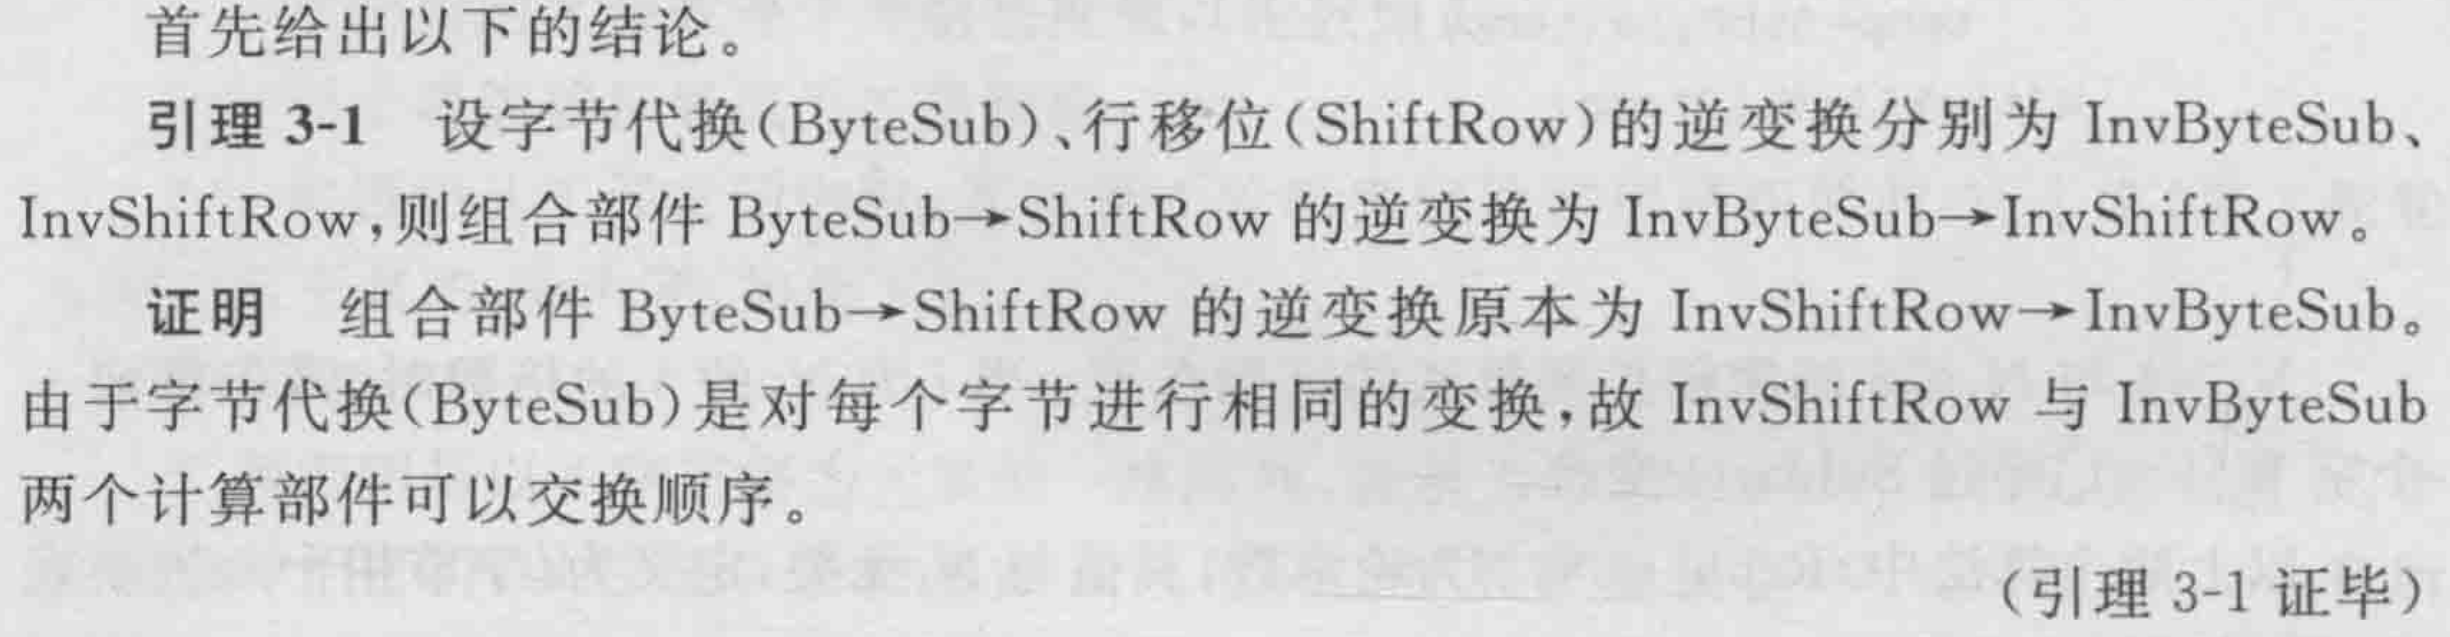 首先给出以下的结论。
引理 3-1 设字节代换(ByteSub)、行移位(ShiftRow)的逆变换分别为 InvByteSub、
InvShiftRow,则组合部件 ByteSub→ShiftRow 的逆变换为 InvByteSub→InvShiftRow。
证明 组合部件 ByteSub→ShiftRow 的逆变换原本为 InvShiftRow→InvByteSub。
由于字节代换(ByteSub)是对每个字节进行相同的变换,故 InvShiftRow 与 InvByteSub
两个计算部件可以交换顺序。
(引理 3-1 证毕)